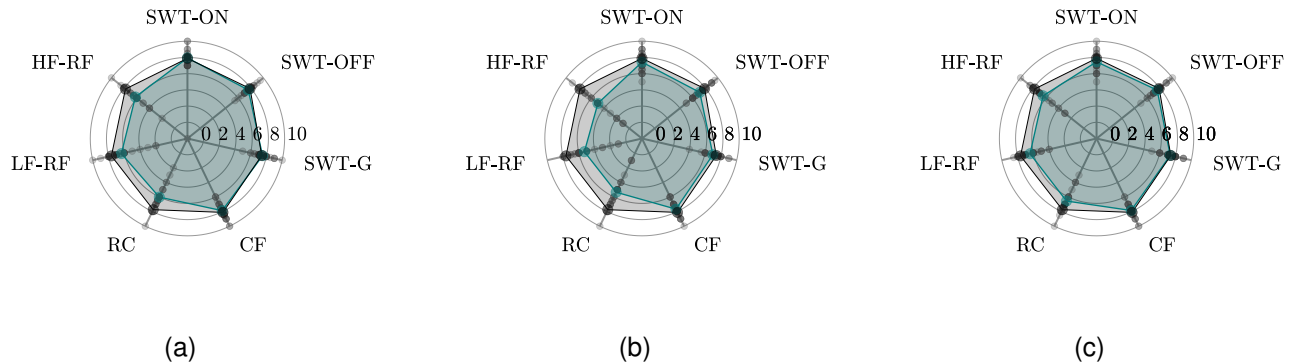 SWT-ON
HF-RF
SWT-OFF
0 2 4 6 8 10
LF-RF
SWT-G
RC
CF
(a)
SWT-ON
HF-RF
SWT-OFF
0 2 4 6 8 10
LF-RF
SWT-G
RC
CF
(b)
SWT-ON
HF-RF
SWT-OFF
0 2 4 6 8 10
LF-RF
SWT-G
RC
CF
(c)